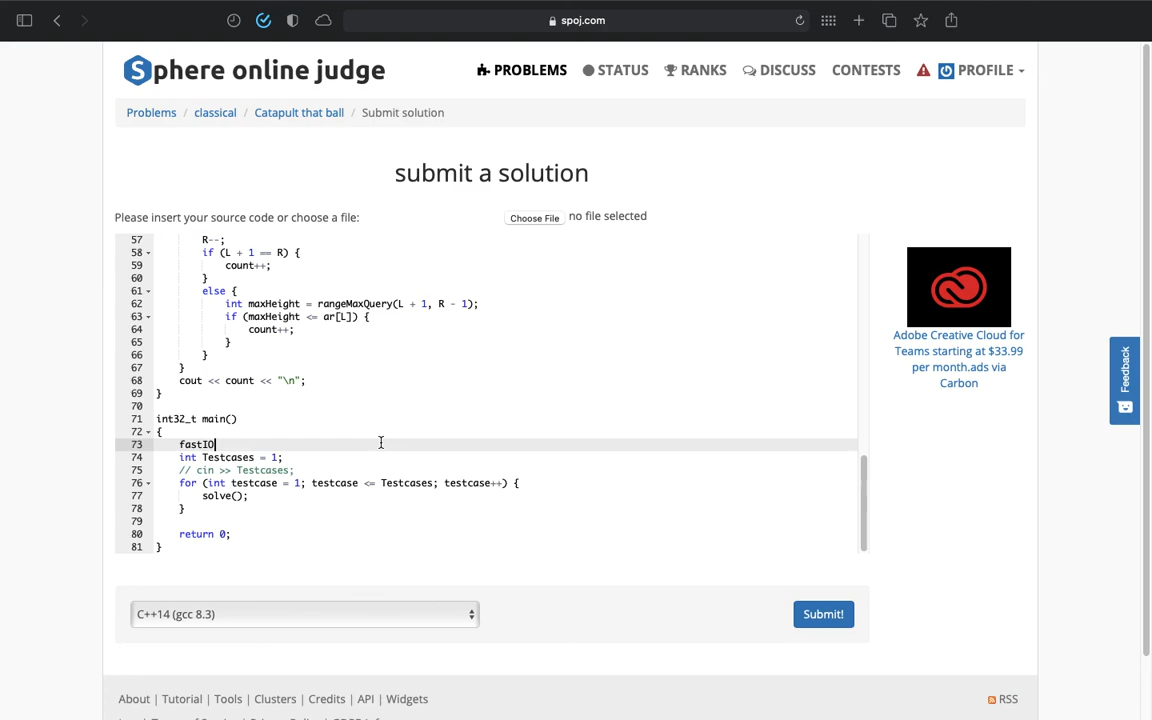 spoj.com
Sphere online judge
PROBLEMS STATUS RANKS DISCUSS CONTESTS PROFILE
Problems / classical / Catapult that ball / Submit solution
submit a solution
Please insert your source code or choose a file: Choose File no file selected
57 R--;
58 if (L + 1 == R) {
59 count++;
60 }
61 else {
62 int maxHeight = rangeMaxQuery(L + 1, R - 1);
63 if (maxHeight <= ar[L]) {
64 count++;
65 }
66 }
67 }
68 cout << count << "\n";
69 }
70
71 int32_t main()
72 {
73 fastIO
74 int Testcases = 1;
75 // cin >> Testcases;
76 for (int testcase = 1; testcase <= Testcases; testcase++) {
77 solve();
78 }
79
80 return 0;
81 }
Adobe Creative Cloud for
Teams starting at $33.99
per month.ads via
Carbon
Feedback
C++14 (gcc 8.3)
Submit!
About | Tutorial | Tools | Clusters | Credits | API | Widgets
RSS